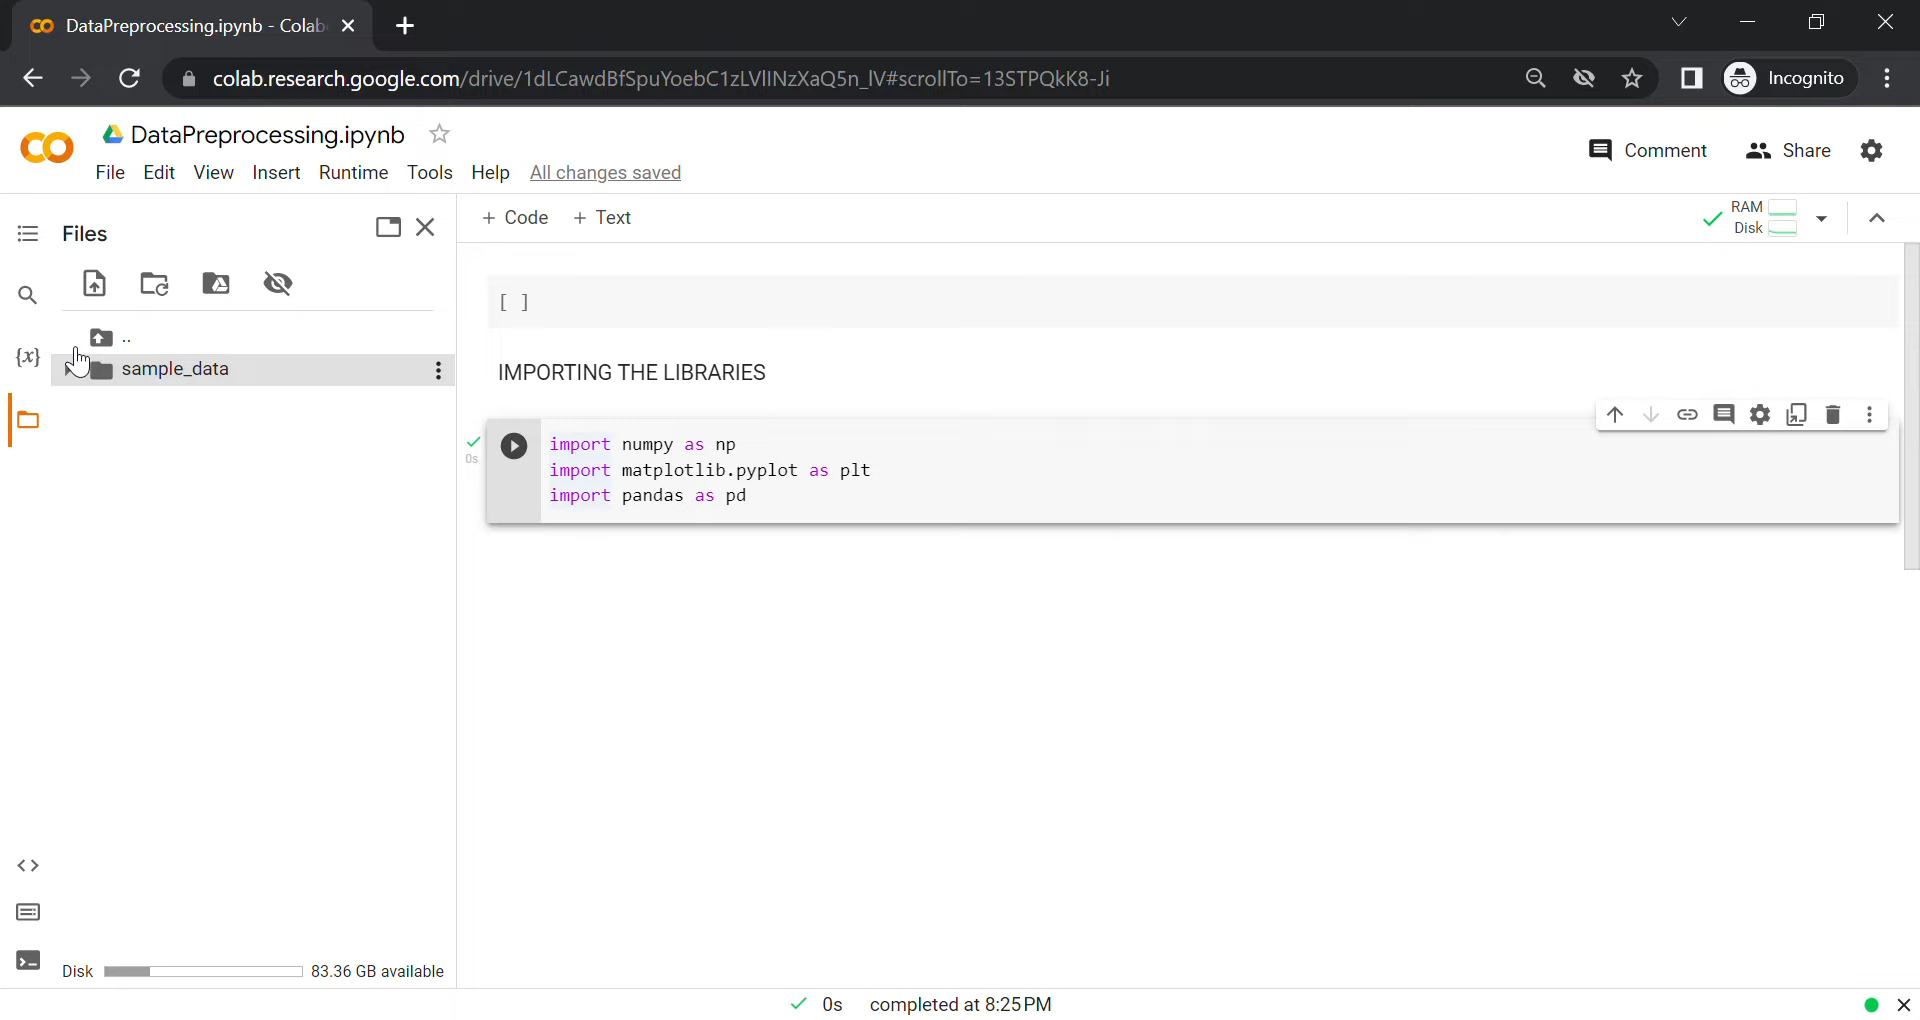 DataPreprocessing.ipynb - Colab
colab.research.google.com/drive/1dLCawdBfSpuYoebC1zLVlINzXaQ5n_lV#scrollTo=13STPQkK8-Ji
Incognito
DataPreprocessing.ipynb
File Edit View Insert Runtime Tools Help All changes saved
Comment
Share
Files
+ Code + Text
RAM
Disk
..
sample_data
[ ]
IMPORTING THE LIBRARIES
{x}
0s
import numpy as np
import matplotlib.pyplot as plt
import pandas as pd
Disk 83.36 GB available
0s completed at 8:25 PM